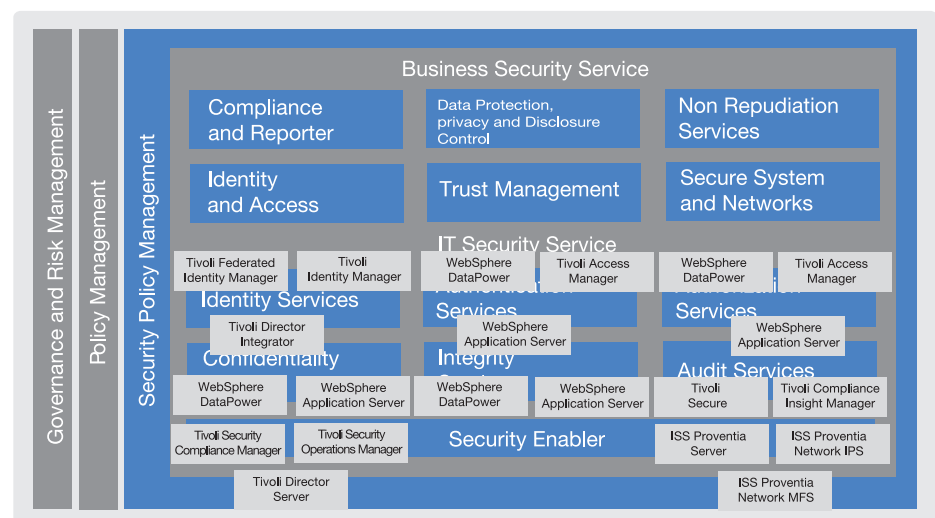 Governance and Risk Management
Policy Management
Security Policy Management
Business Security Service
Compliance
and Reporter
Data Protection,
privacy and Disclosure
Control
Non Repudiation
Services
Identity
and Access
Trust Management
Secure System
and Networks
IT Security Service
Tivoli Federated
Identity Manager
Tivoli
Identity Manager
WebSphere
DataPower
Tivoli Access
Manager
WebSphere
DataPower
Tivoli Access
Manager
Identity Services
Services
Services
Tivoli Director
Integrator
WebSphere
Application Server
WebSphere
Application Server
Confidentiality
Integrity
Audit Services
WebSphere
DataPower
WebSphere
Application Server
WebSphere
DataPower
WebSphere
Application Server
Tivoli
Secure
Tivoli Compliance
Insight Manager
Tivoli Security
Compliance Manager
Tivoli Security
Operations Manager
Security Enabler
ISS Proventia
Server
ISS Proventia
Network IPS
Tivoli Director
Server
ISS Proventia
Network MFS